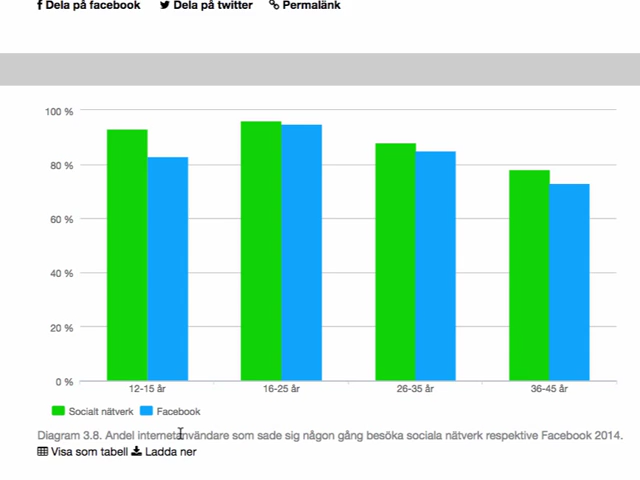 Dela på facebook Dela på twitter Permalänk
100 %
80 %
60 %
40 %
20 %
0 %
12-15 år 16-25 år 26-35 år 36-45 år
Socialt nätverk Facebook
Diagram 3.8. Andel internetanvändare som sade sig någon gång besöka sociala nätverk respektive Facebook 2014.
Visa som tabell Ladda ner